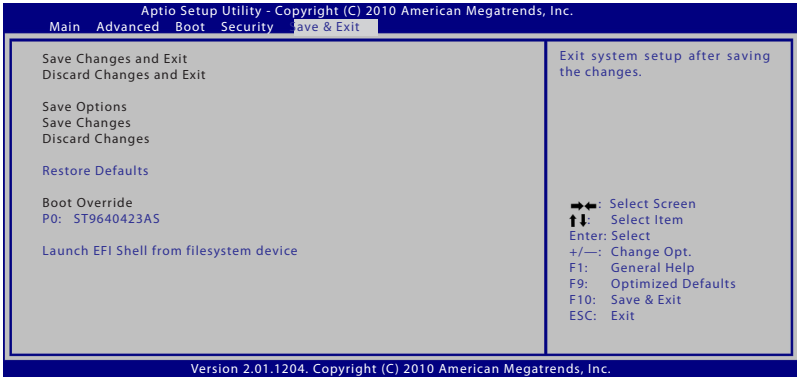 Aptio Setup Utility - Copyright (C) 2010 American Megatrends, Inc.
Main Advanced Boot Security Save & Exit
Save Changes and Exit
Discard Changes and Exit
Save Options
Save Changes
Discard Changes
Restore Defaults
Boot Override
P0: ST9640423AS
Launch EFI Shell from filesystem device
Exit system setup after saving
the changes.
→←: Select Screen
↑↓: Select Item
Enter: Select
+/—: Change Opt.
F1: General Help
F9: Optimized Defaults
F10: Save & Exit
ESC: Exit
Version 2.01.1204. Copyright (C) 2010 American Megatrends, Inc.